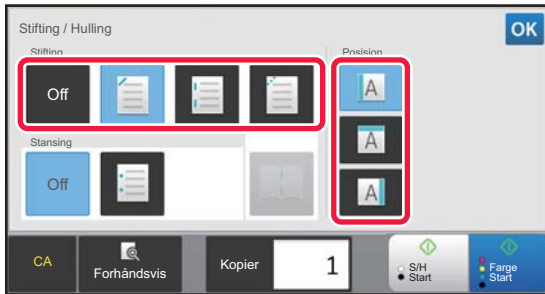 Stifting / Hulling
OK
Stifting
Posision
Off
A
A
A
Stansing
Off
CA
Forhåndsvis
Kopier
1
S/H
Start
Farge
Start